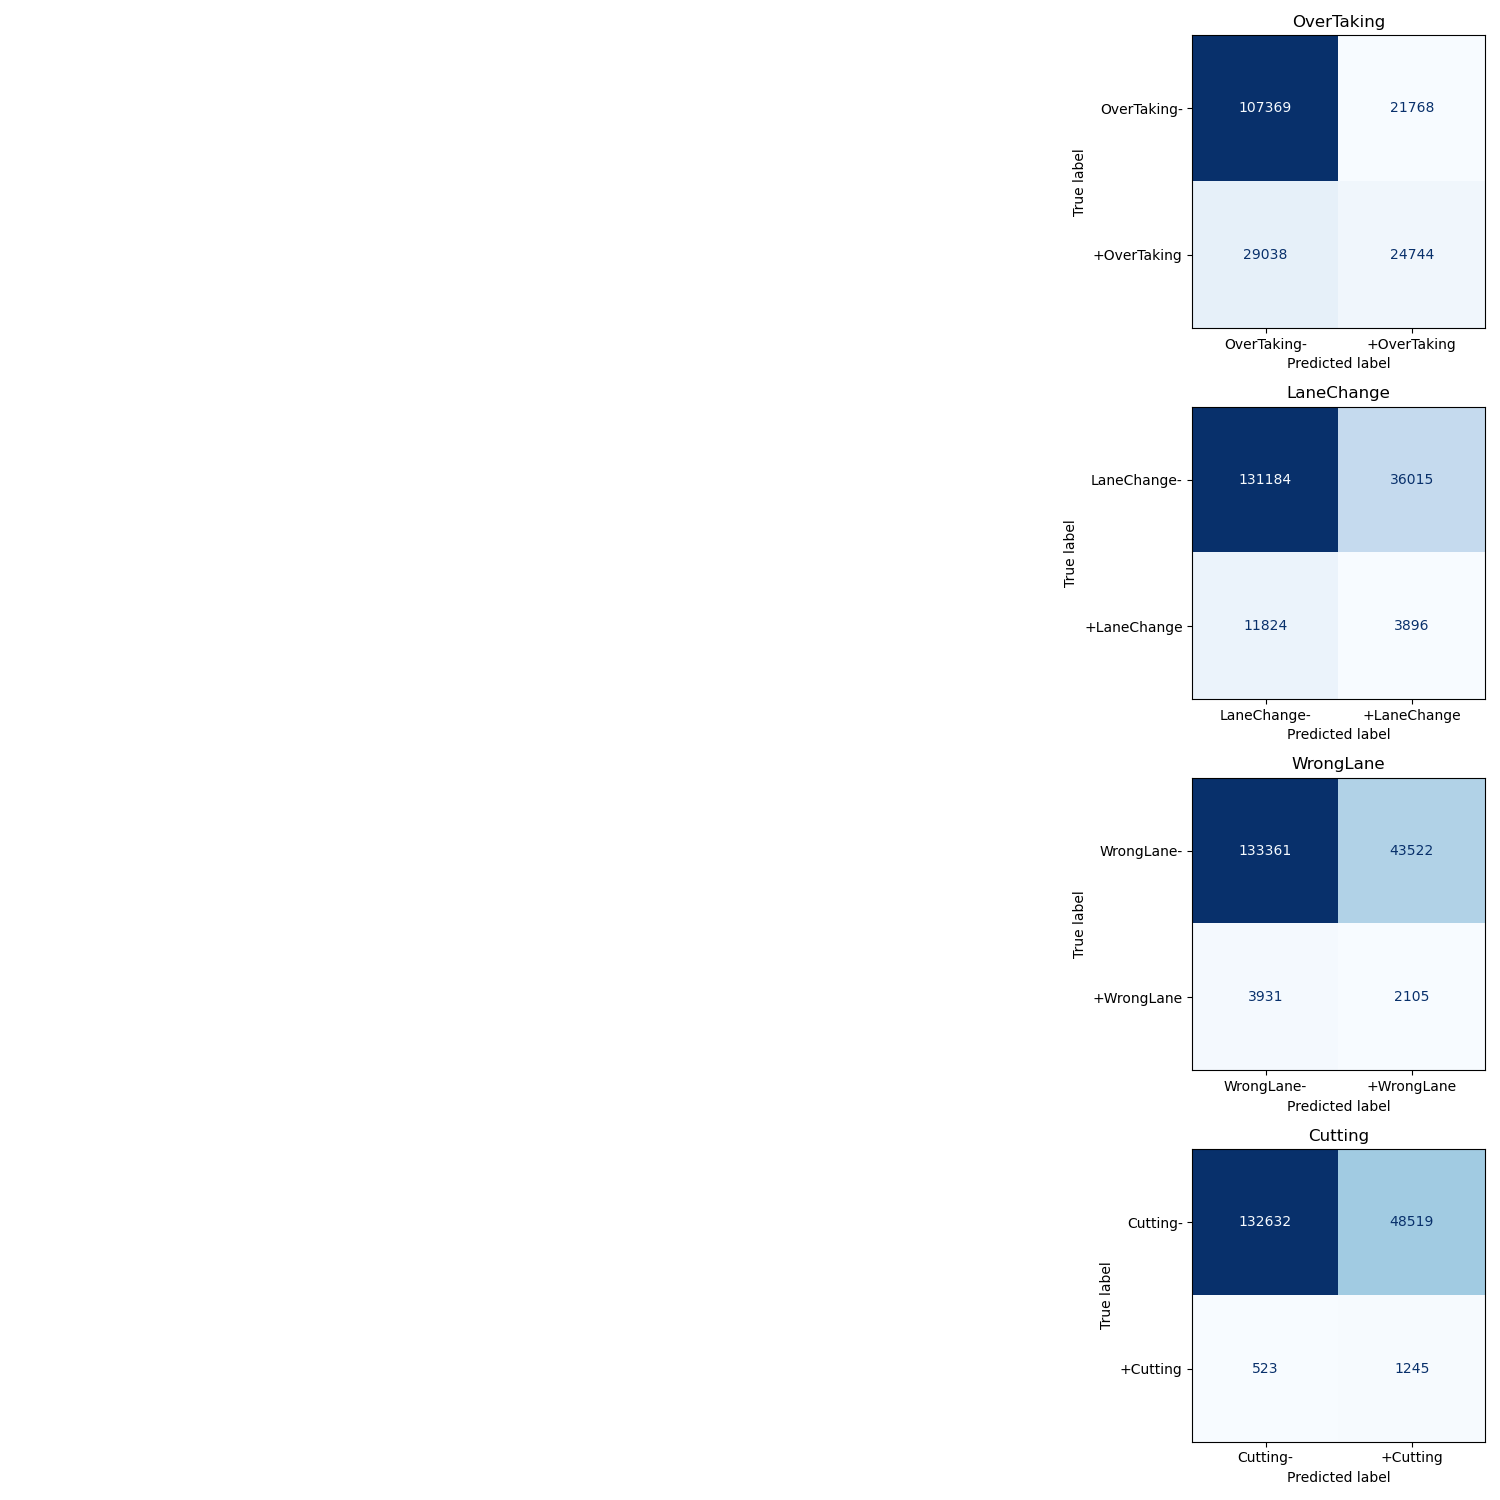 OverTaking
OverTaking-
107369 21768
True label
+OverTaking
29038 24744
OverTaking- +OverTaking
Predicted label
LaneChange
LaneChange-
131184 36015
True label
+LaneChange
11824 3896
LaneChange- +LaneChange
Predicted label
WrongLane
WrongLane-
133361 43522
True label
+WrongLane
3931 2105
WrongLane- +WrongLane
Predicted label
Cutting
Cutting-
132632 48519
True label
+Cutting
523 1245
Cutting- +Cutting
Predicted label